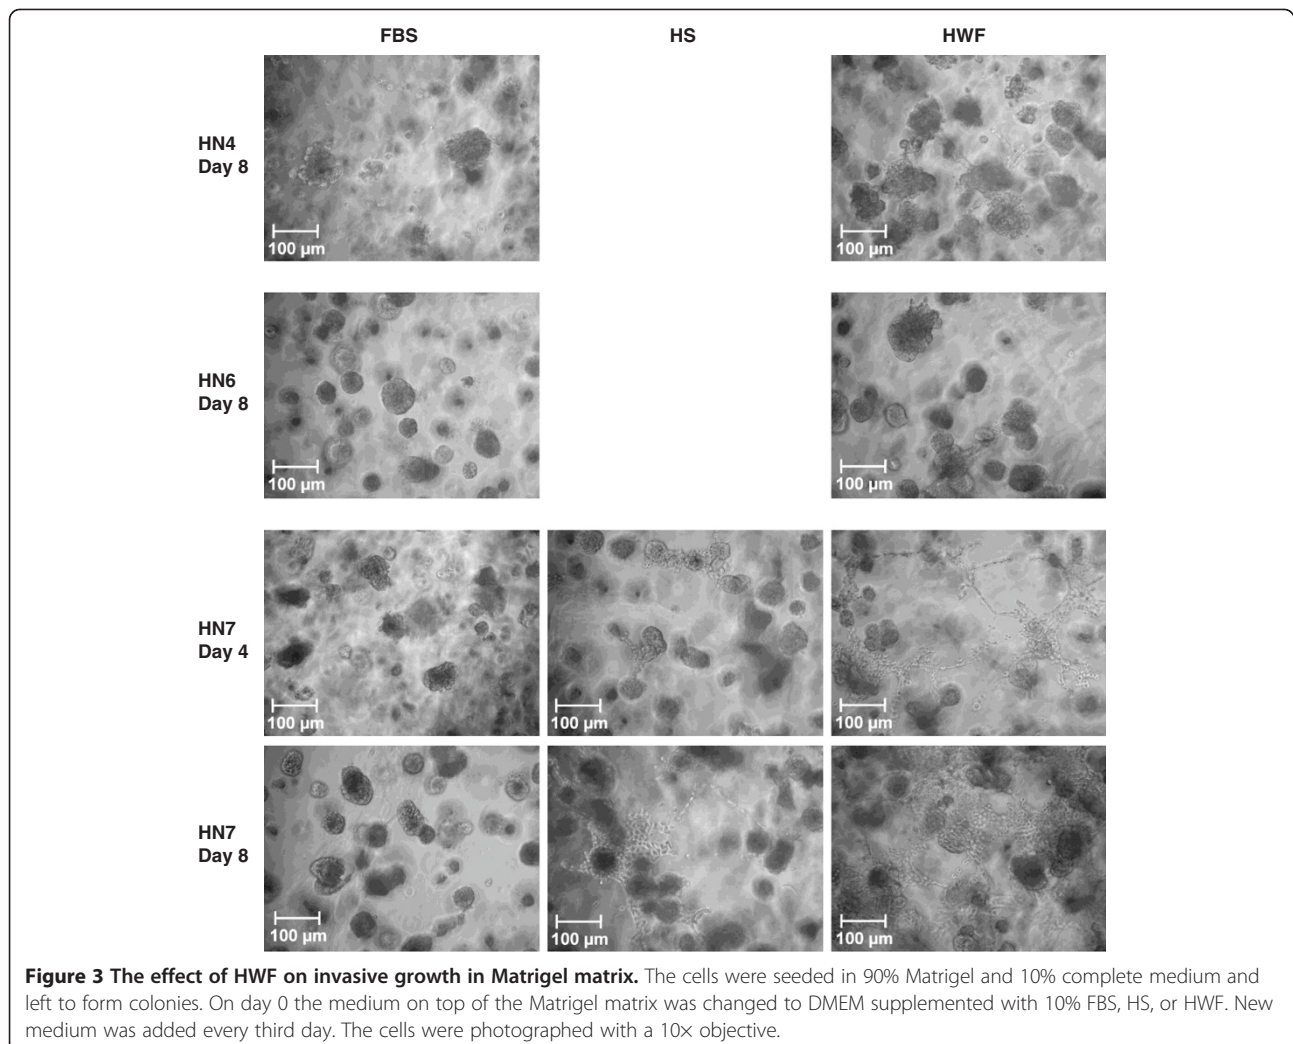 FBS HS HWF
HN4
Day 8
100 µm 100 µm
HN6
Day 8
100 µm 100 µm
HN7
Day 4
100 µm 100 µm 100 µm
HN7
Day 8
100 µm 100 µm 100 µm
Figure 3 The effect of HWF on invasive growth in Matrigel matrix. The cells were seeded in 90% Matrigel and 10% complete medium and
left to form colonies. On day 0 the medium on top of the Matrigel matrix was changed to DMEM supplemented with 10% FBS, HS, or HWF. New
medium was added every third day. The cells were photographed with a 10× objective.